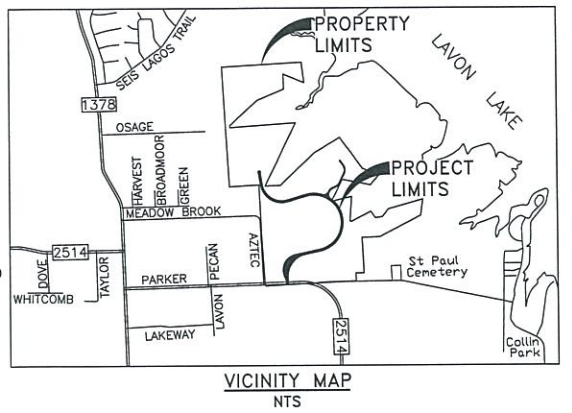 PROPERTY
LIMITS
SEIS LAGOS TRAIL
LAVON LAKE
1378
OSAGE
HARVEST
BROADMOOR
GREEN
PROJECT
LIMITS
MEADOW BROOK
AZTEC
2514
DOVE
TAYLOR
WHITCOMB
PARKER
PECAN
LAVON
LAKEWAY
St Paul
Cemetery
2514
Collin
Park
VICINITY MAP
NTS